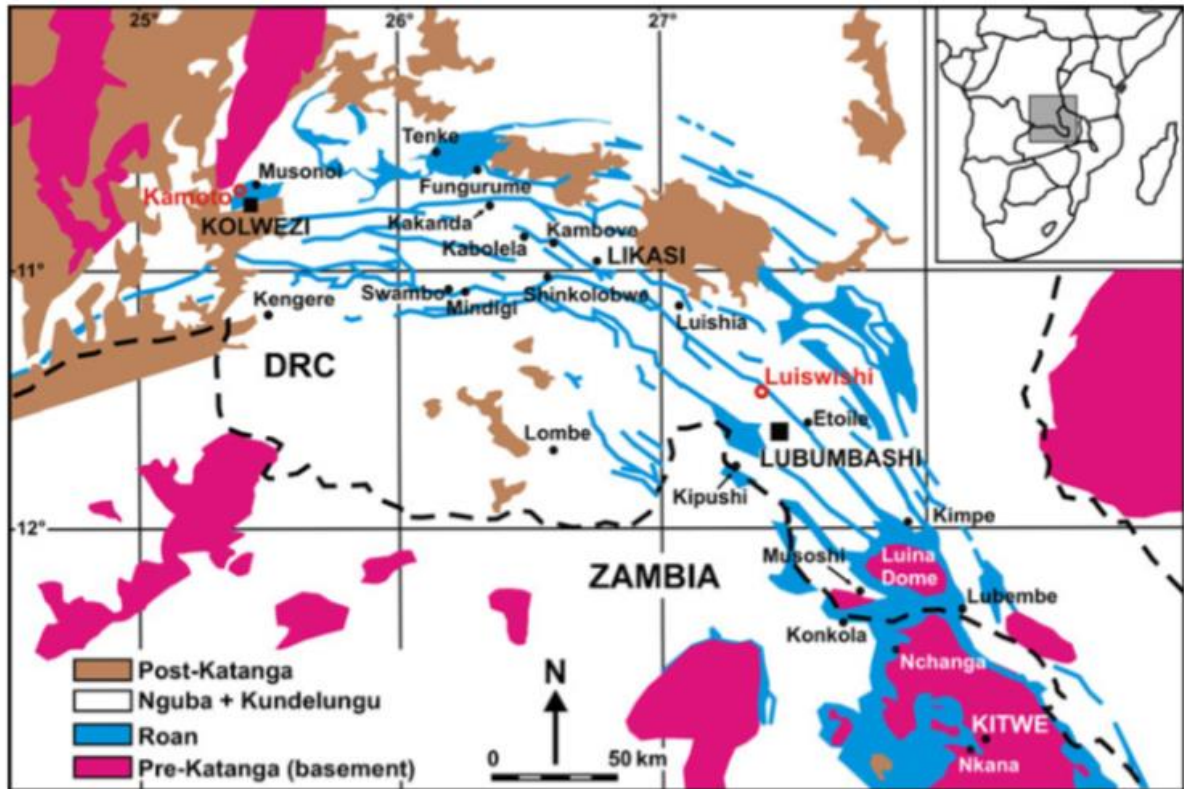 25°
26°
27°
Tenke
Musonoi
Fungurume
Kamoto
KOLWEZI
Kakanda
Kambove
Kabolela
LIKASI
11°
Kengere
Swambo
Mindigi
Shinkolobwe
Luishia
DRC
Luiswishi
Etoile
Lombe
LUBUMBASHI
Kipushi
12°
Kimpe
ZAMBIA
Musoshi
Luina
Dome
Lubembe
Konkola
Nchanga
KITWE
Nkana
Post-Katanga
Nguba + Kundelungu
Roan
Pre-Katanga (basement)
N
0 50 km